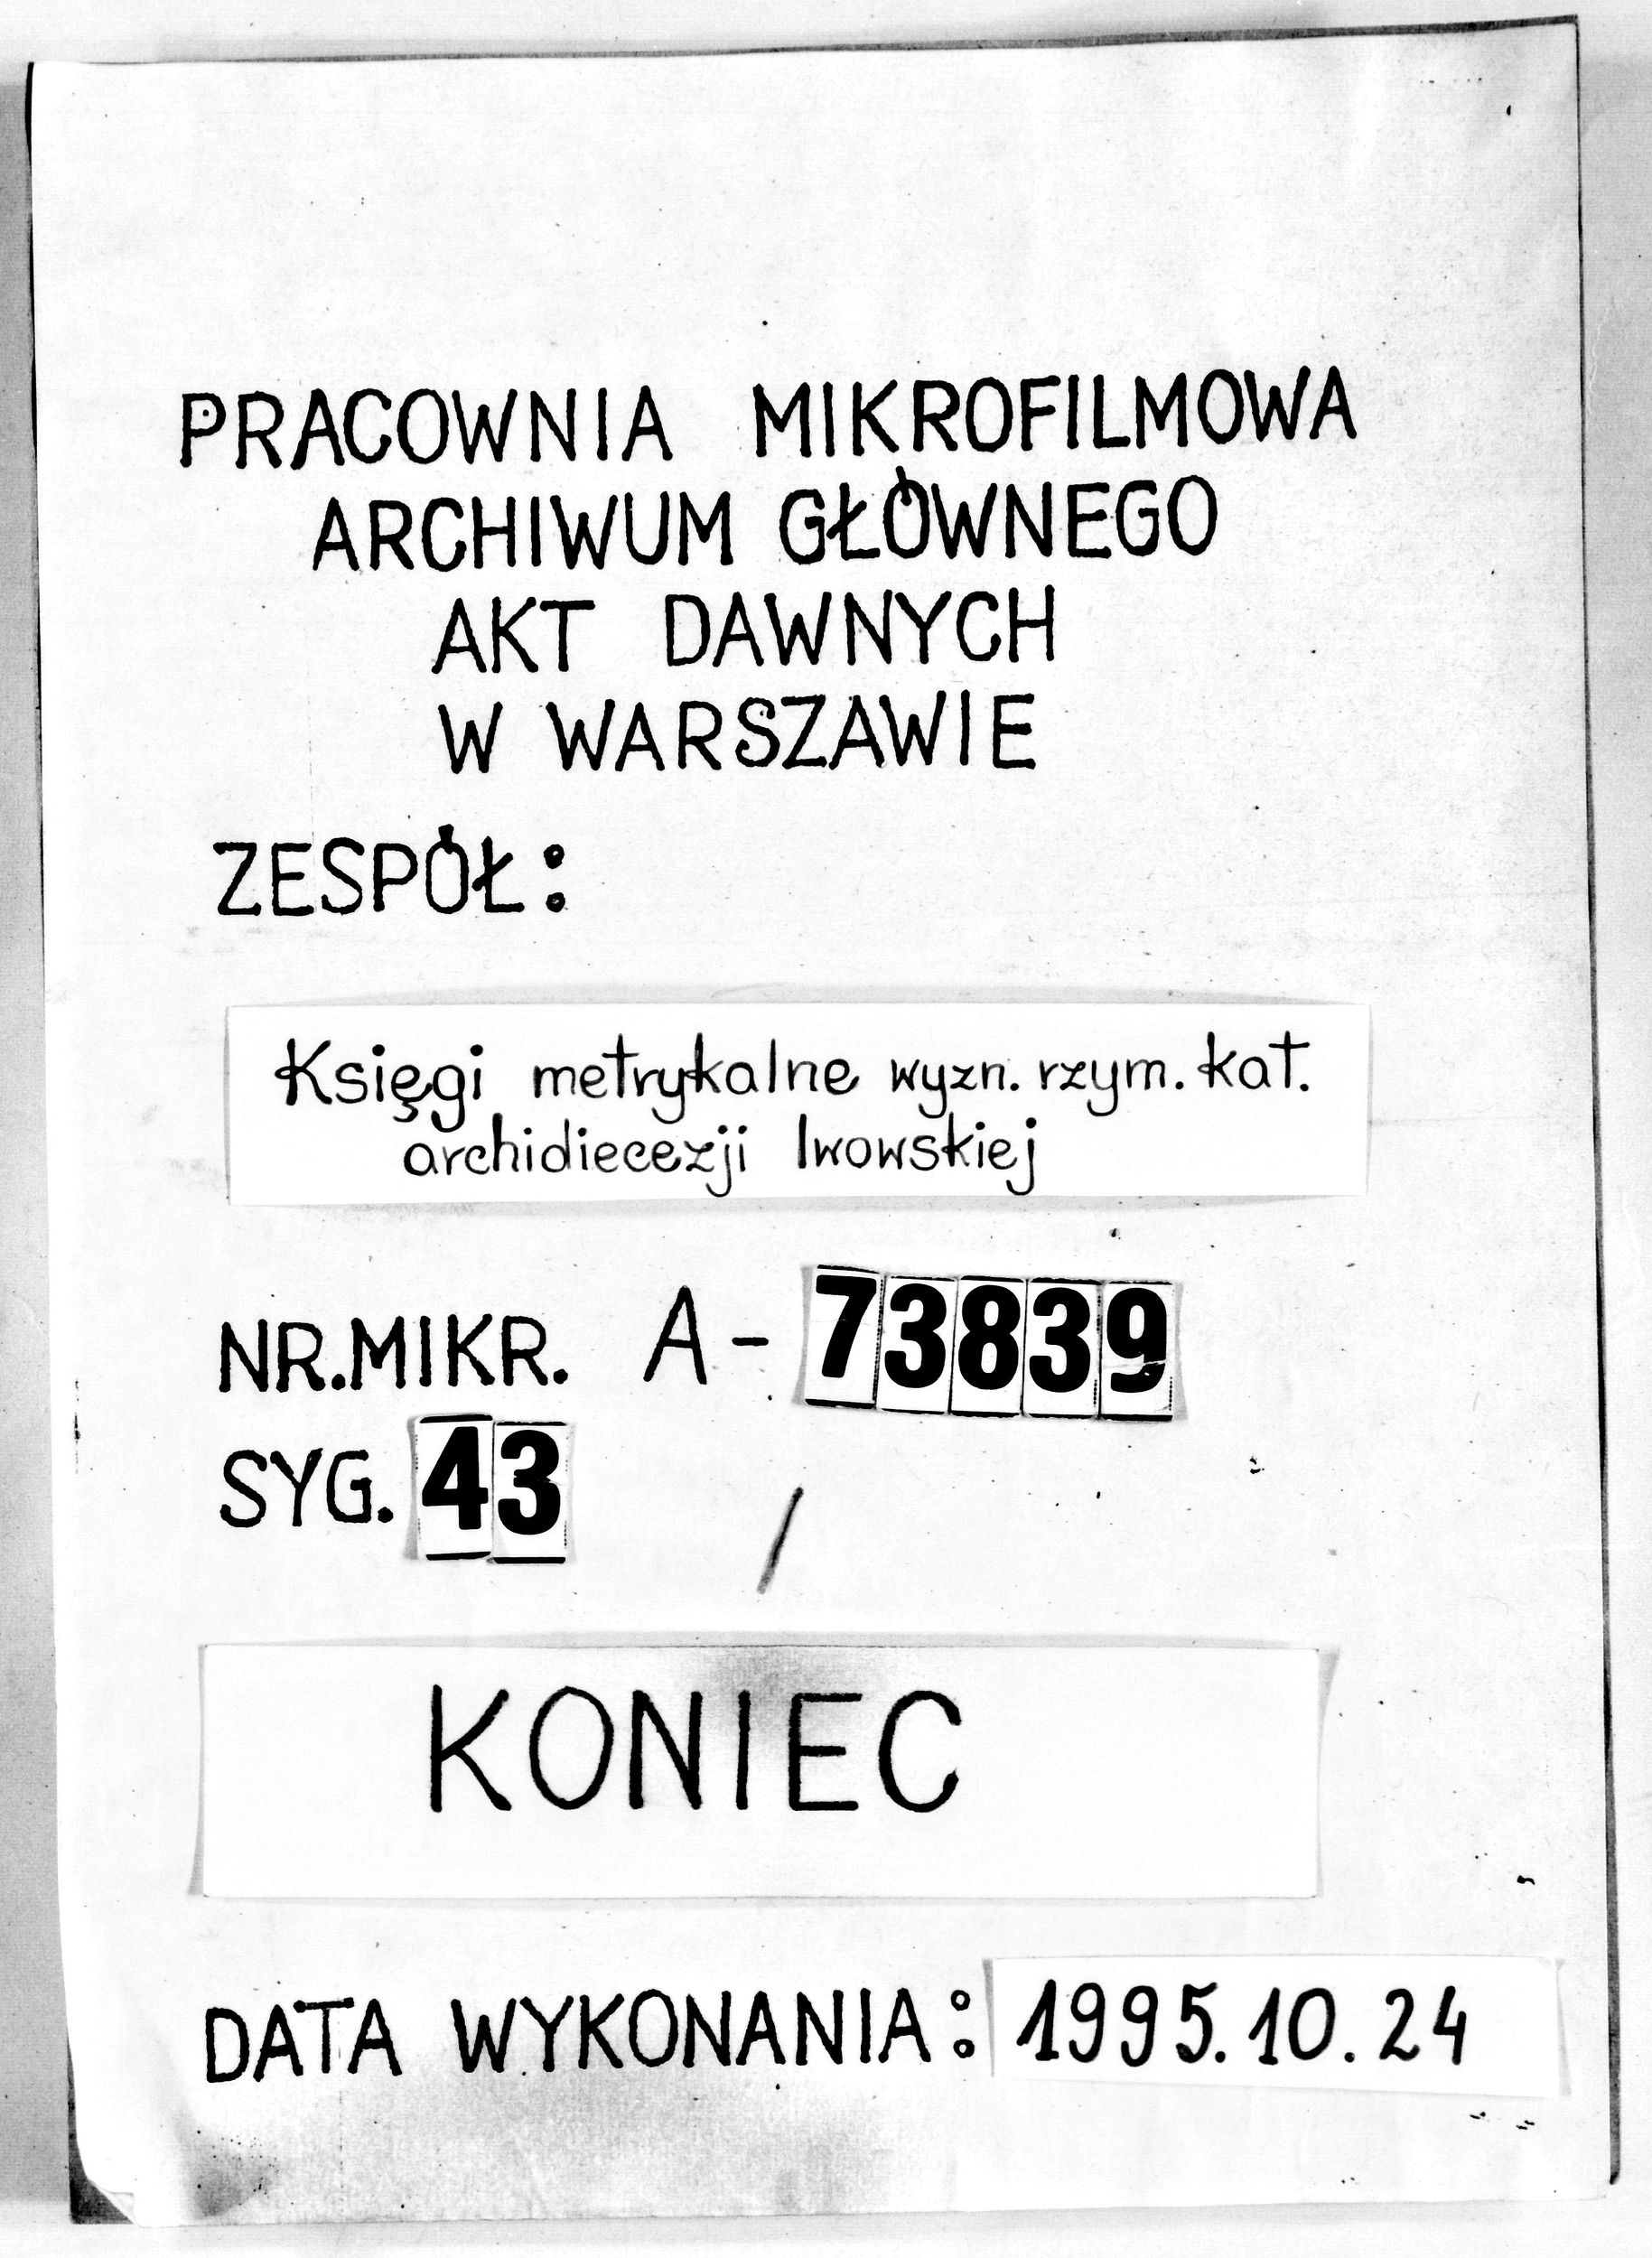 PRACOWNIA MIKROFILMOWA
ARCHIWUM GŁÓWNEGO
AKT DAWNYCH
W WARSZAWIE
ZESPÓŁ:
Księgi metrykalne wyzn. rzym. kat.
archidiecezji lwowskiej
NR.MIKR. A-73839
SYG. 43
KONIEC
DATA WYKONANIA: 1995.10.24